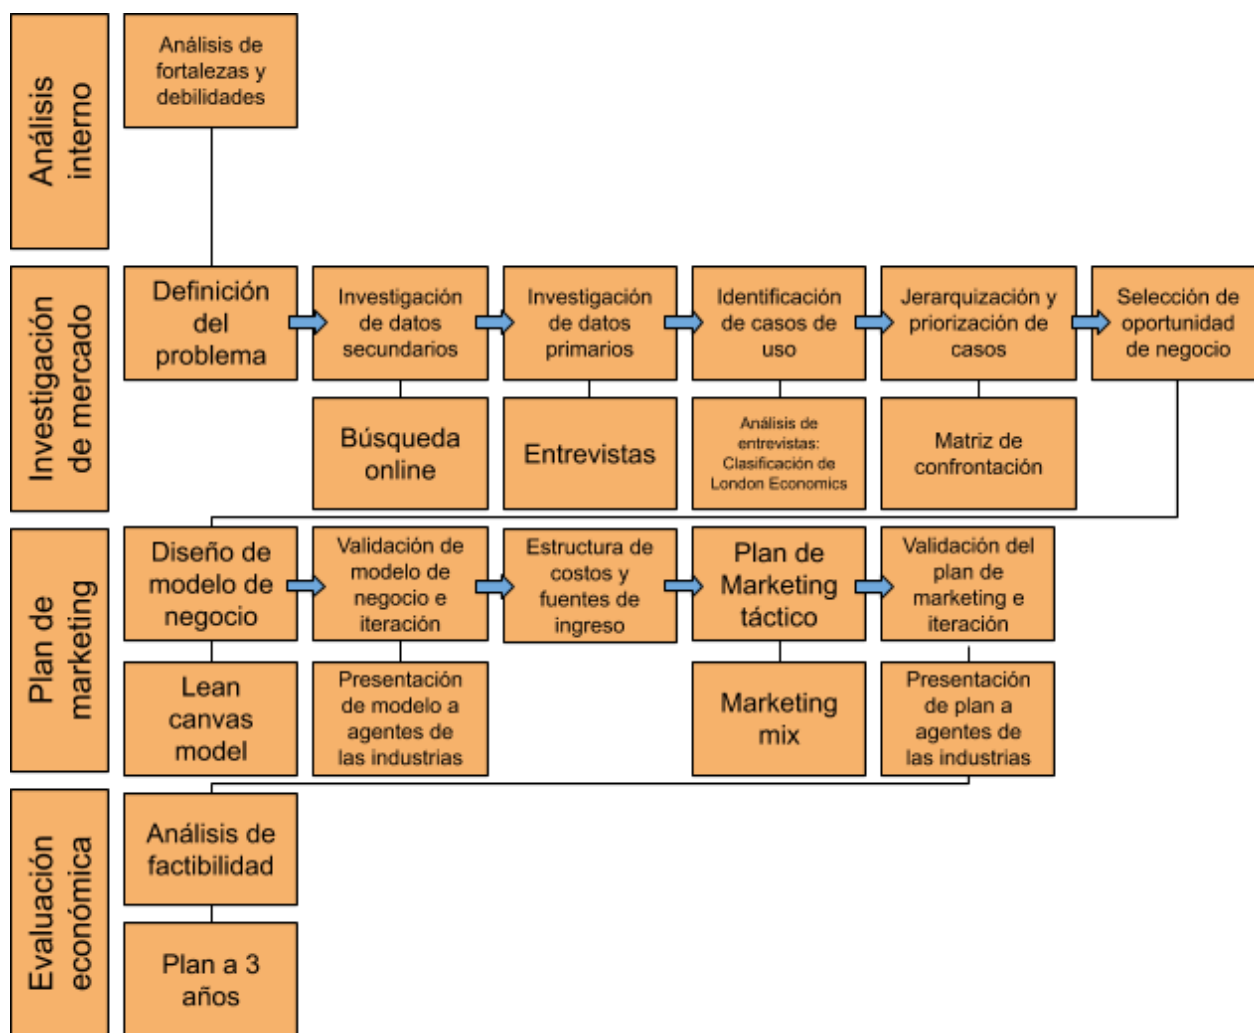 Análisis
interno
Análisis de
fortalezas y
debilidades
Investigación
de mercado
Definición
del
problema
Investigación
de datos
secundarios
Investigación
de datos
primarios
Identificación
de casos de
uso
Jerarquización y
priorización de
casos
Selección de
oportunidad
de negocio
Búsqueda
online
Entrevistas
Análisis de
entrevistas:
Clasificación de
London Economics
Matriz de
confrontación
Plan de
marketing
Diseño de
modelo de
negocio
Validación de
modelo de
negocio e
iteración
Estructura de
costos y
fuentes de
ingreso
Plan de
Marketing
táctico
Validación del
plan de
marketing e
iteración
Lean
canvas
model
Presentación
de modelo a
agentes de
las industrias
Marketing
mix
Presentación
de plan a
agentes de
las industrias
Evaluación
económica
Análisis de
factibilidad
Plan a 3
años